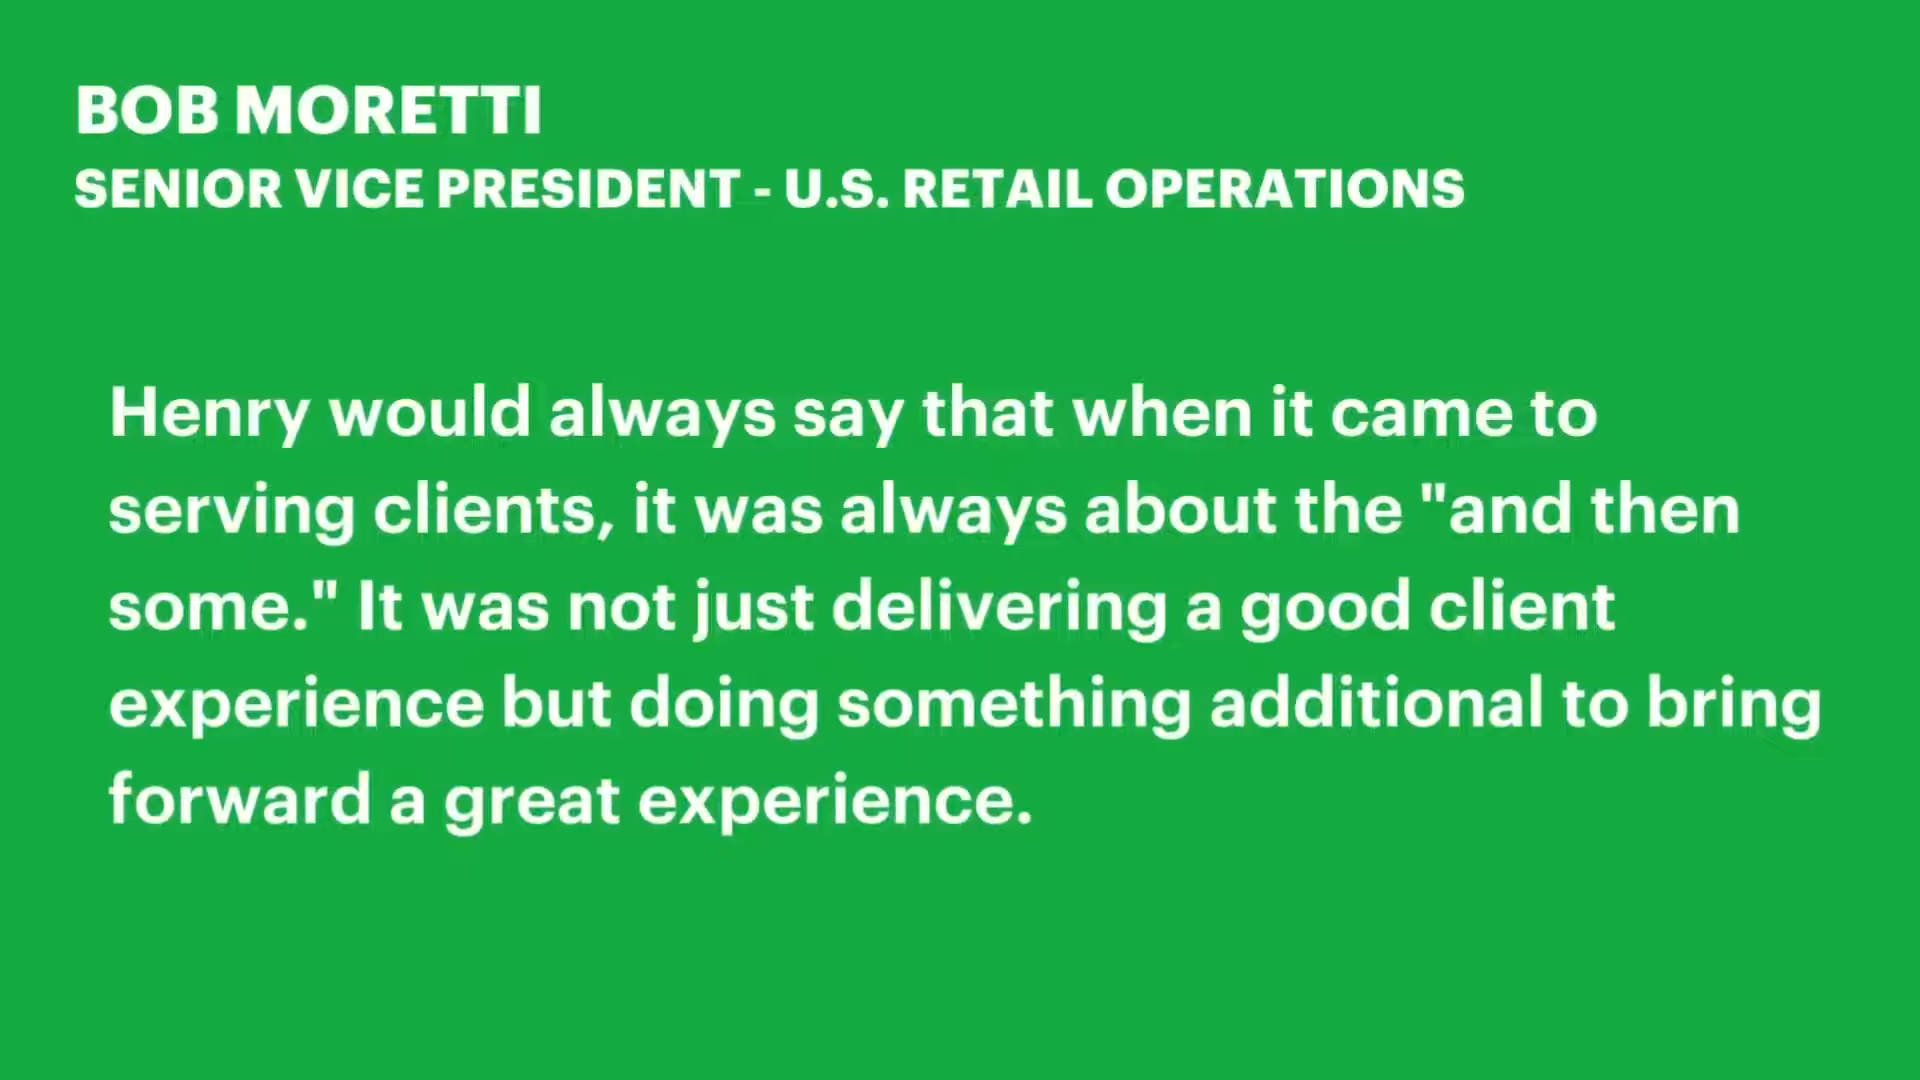 BOB MORETTI
SENIOR VICE PRESIDENT - U.S. RETAIL OPERATIONS
Henry would always say that when it came to
serving clients, it was always about the "and then
some." It was not just delivering a good client
experience but doing something additional to bring
forward a great experience.